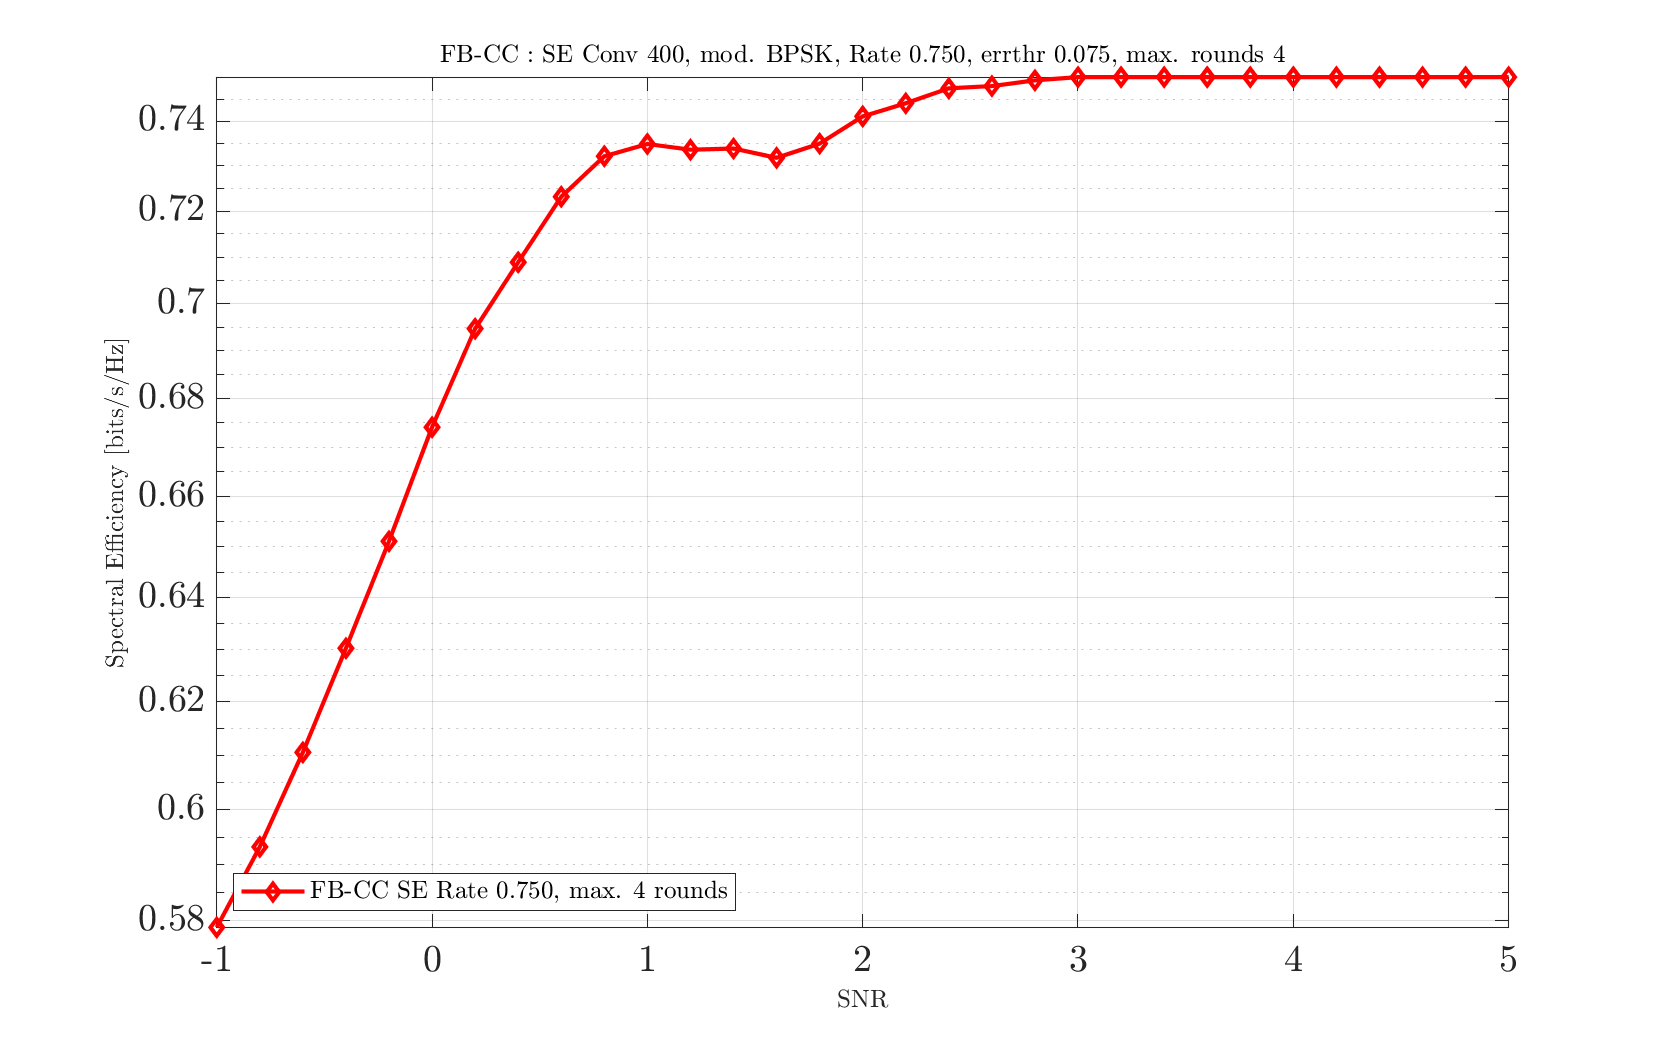 FB-CC : SE Conv 400, mod. BPSK, Rate 0.750, errthr 0.075, max. rounds 4
Spectral Efficiency [bits/s/Hz]
0.74
0.72
0.7
0.68
0.66
0.64
0.62
0.6
0.58
FB-CC SE Rate 0.750, max. 4 rounds
-1 0 1 2 3 4 5
SNR